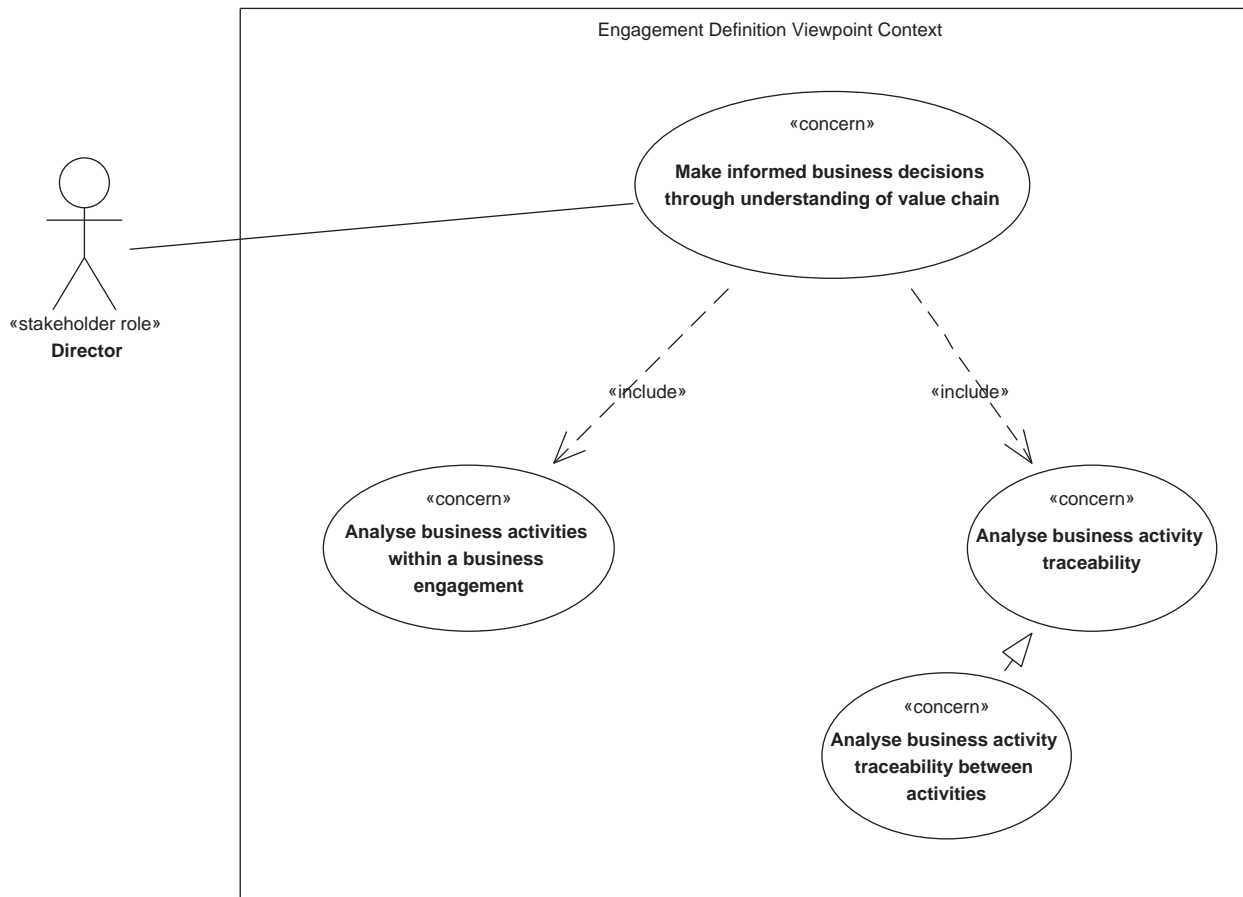 Engagement Definition Viewpoint Context
«concern»
Make informed business decisions
through understanding of value chain
«stakeholder role»
Director
«include»
«include»
«concern»
Analyse business activities
within a business
engagement
«concern»
Analyse business activity
traceability
«concern»
Analyse business activity
traceability between
activities